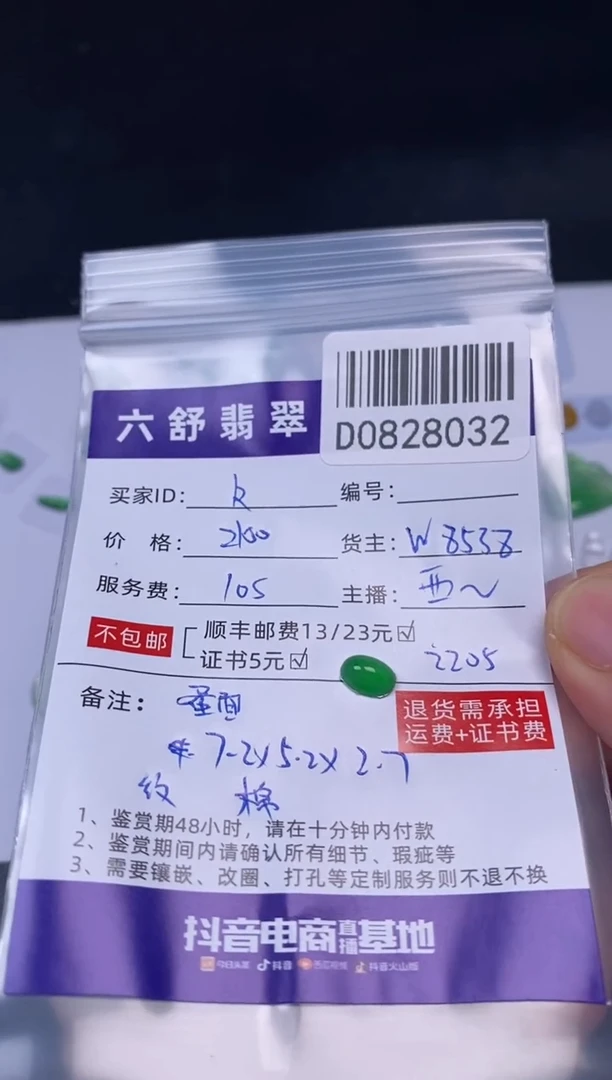 D0828032
六舒翡翠
买家ID: k 编号:
价 格: 2100 货主: W8538
服务费: 105 主播: 西~
不包邮 顺丰邮费13/23元☑
证书5元☑ 2205
备注: 蛋面
退货需承担
运费+证书费
7.2X5.2X2.7
纹 棉
1、鉴赏期48小时，请在十分钟内付款
2、鉴赏期间内请确认所有细节、瑕疵等
3、需要镶嵌、改圈、打孔等定制服务则不退不换
抖音电商直播基地
今日头条 抖音 西瓜视频 抖音火山版